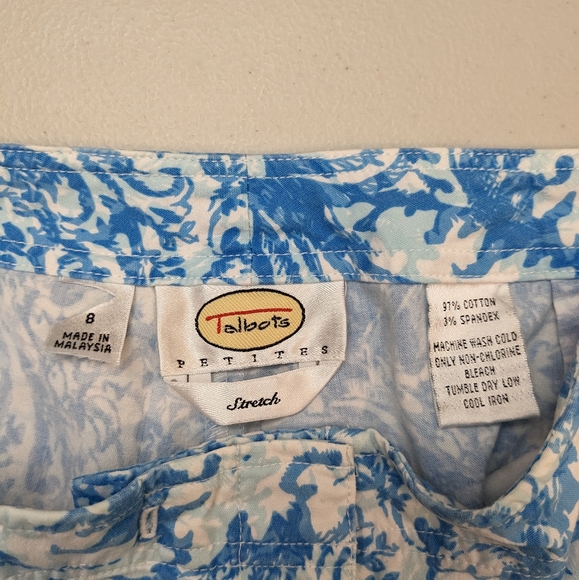 8
MADE IN
MALAYSIA
Talbots
PETITES
Stretch
97% COTTON
3% SPANDEX
MACHINE WASH COLD
ONLY NON-CHLORINE
BLEACH
TUMBLE DRY LOW
COOL IRON